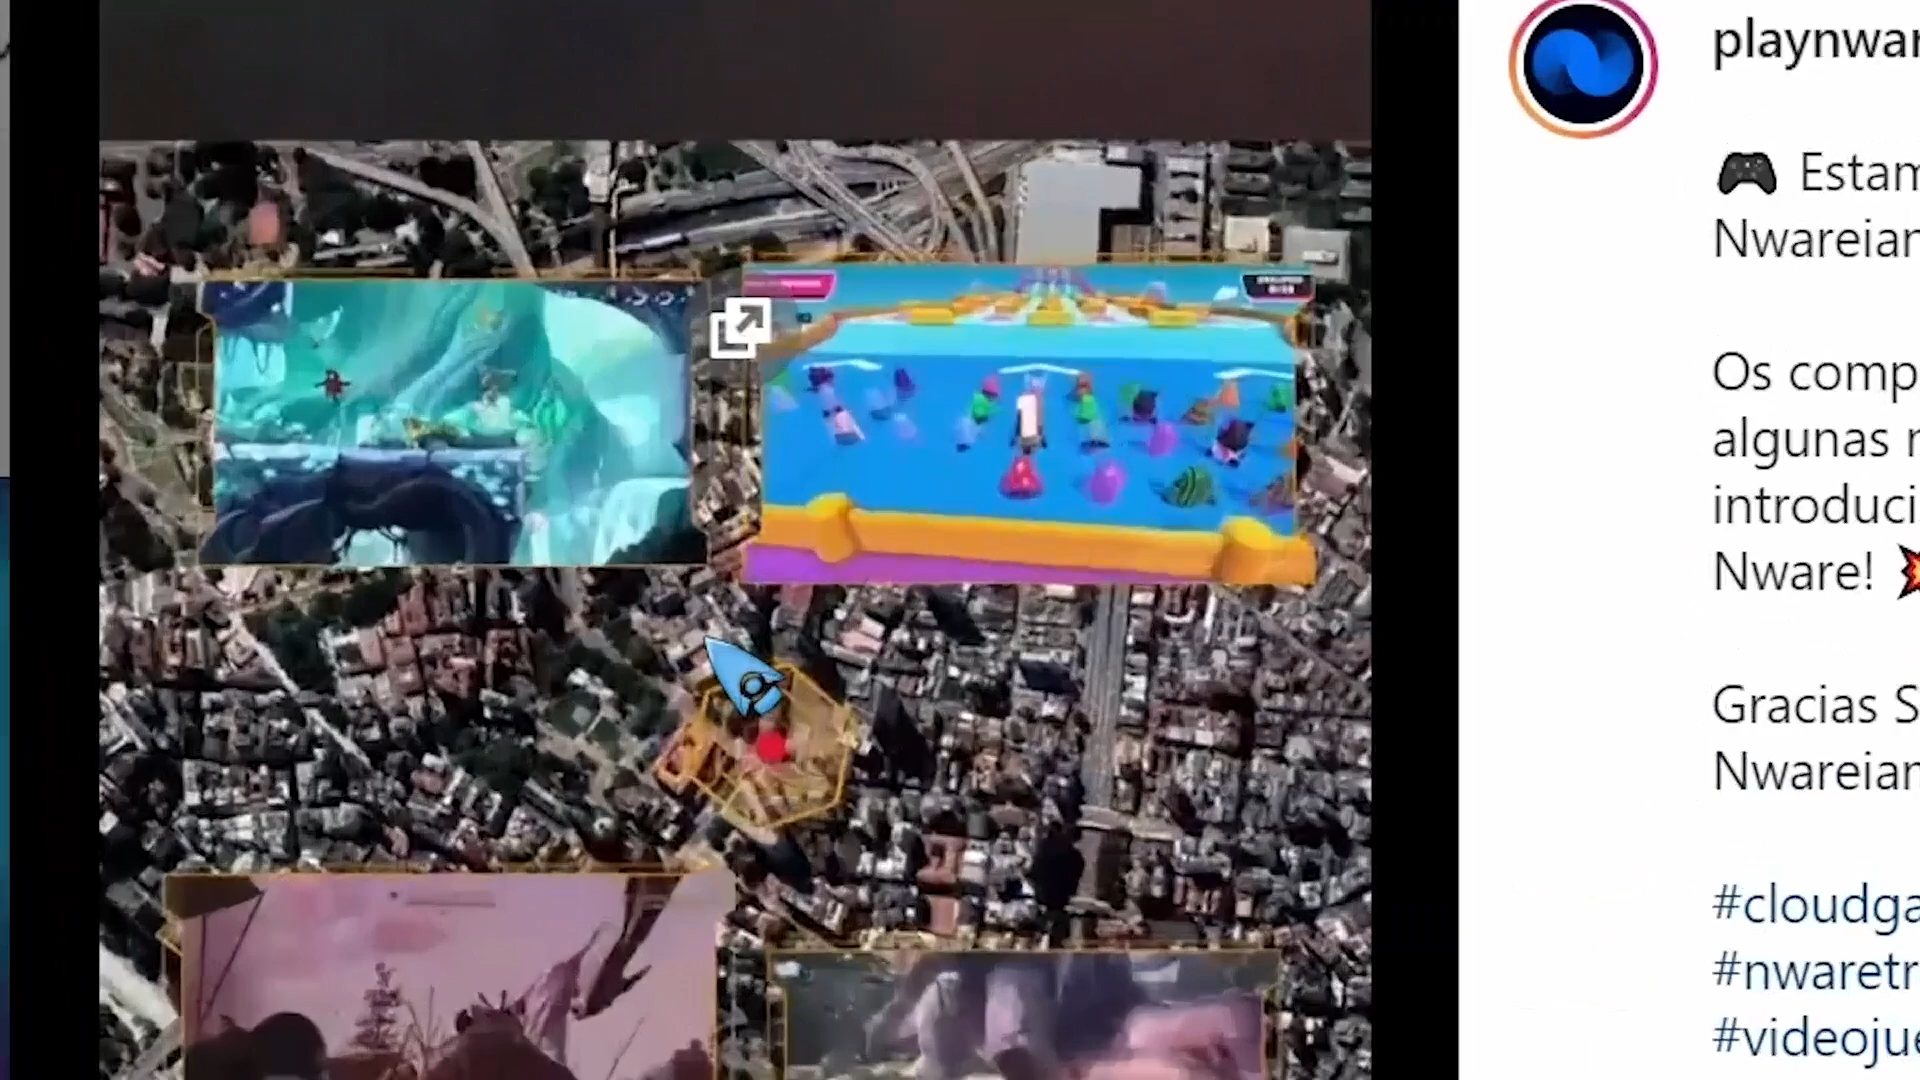 playnwar
🎮 Estam
Nwareian
Os comp
algunas
introduci
Nware! 💥
Gracias S
Nwareian
#cloudga
#nwaretr
#videojue